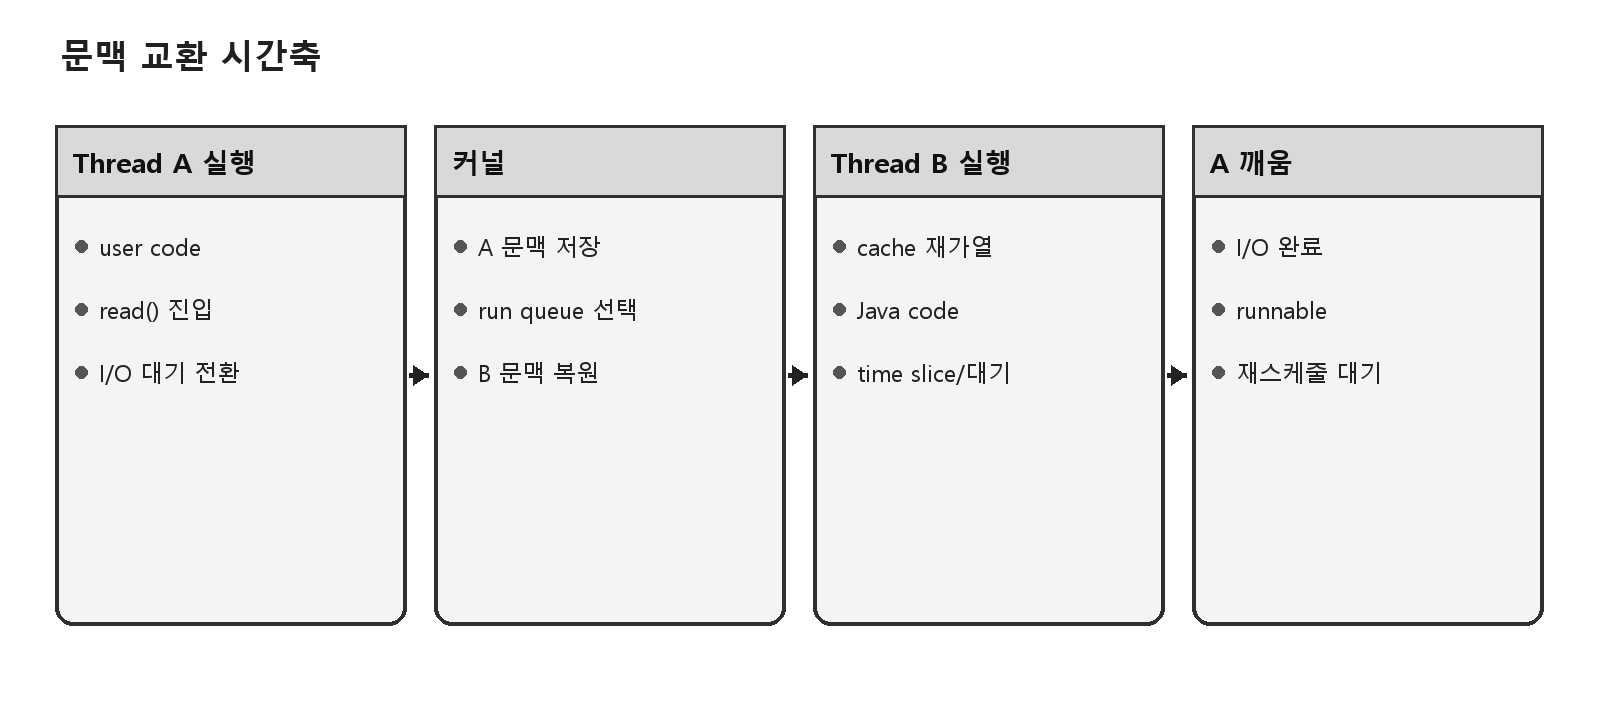 문맥 교환 시간축
Thread A 실행
user code
read() 진입
I/O 대기 전환
커널
A 문맥 저장
run queue 선택
B 문맥 복원
Thread B 실행
cache 재가열
Java code
time slice/대기
A 깨움
I/O 완료
runnable
재스케줄 대기